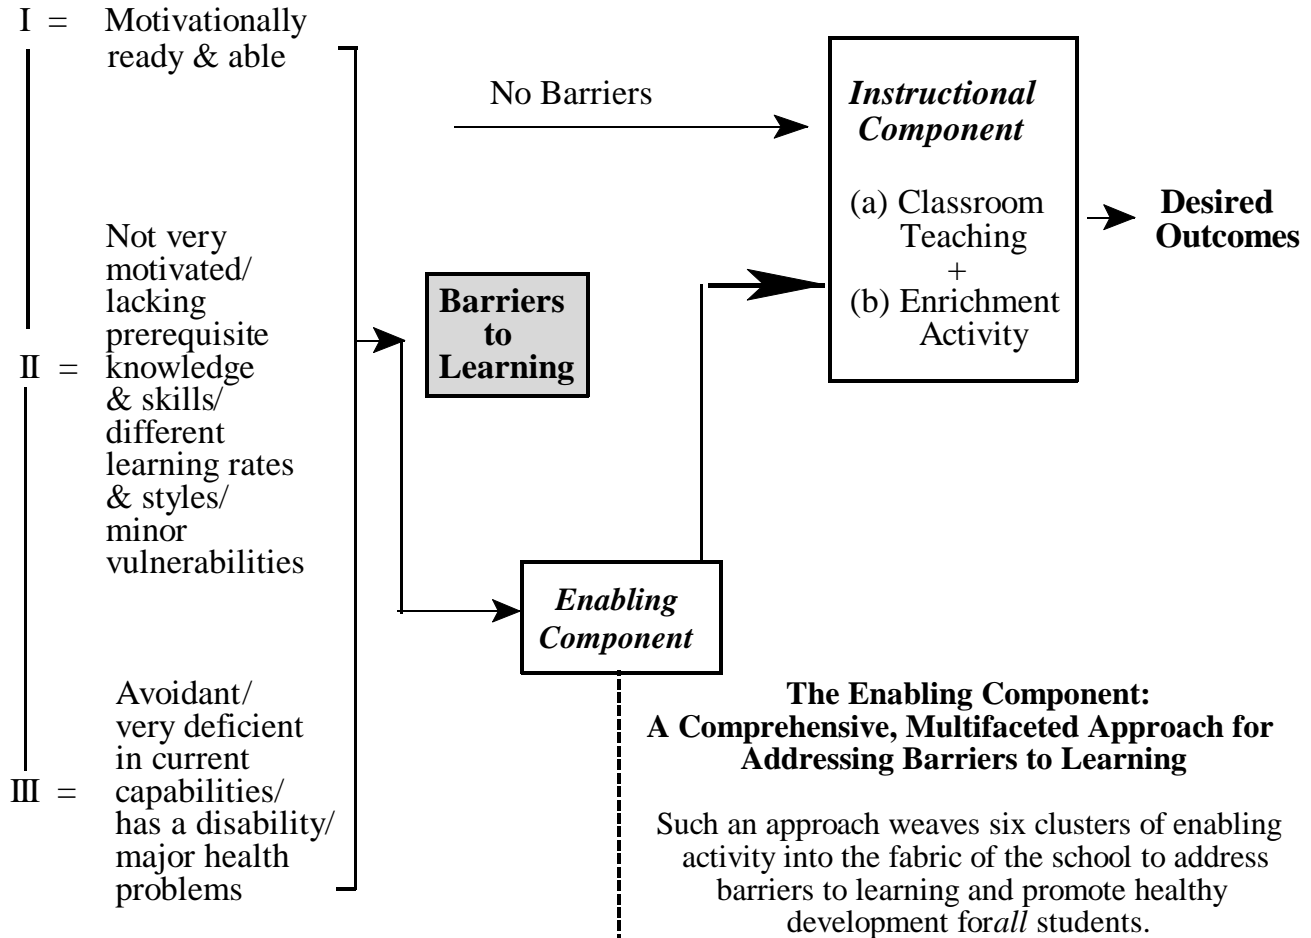 I = Motivationally
ready & able
No Barriers
Instructional
Component
(a) Classroom
Teaching
+
(b) Enrichment
Activity
Desired
Outcomes
II = Not very
motivated/
lacking
prerequisite
knowledge
& skills/
different
learning rates
& styles/
minor
vulnerabilities
Barriers
to
Learning
Enabling
Component
III = Avoidant/
very deficient
in current
capabilities/
has a disability/
major health
problems
The Enabling Component:
A Comprehensive, Multifaceted Approach for
Addressing Barriers to Learning
Such an approach weaves six clusters of enabling
activity into the fabric of the school to address
barriers to learning and promote healthy
development forall students.